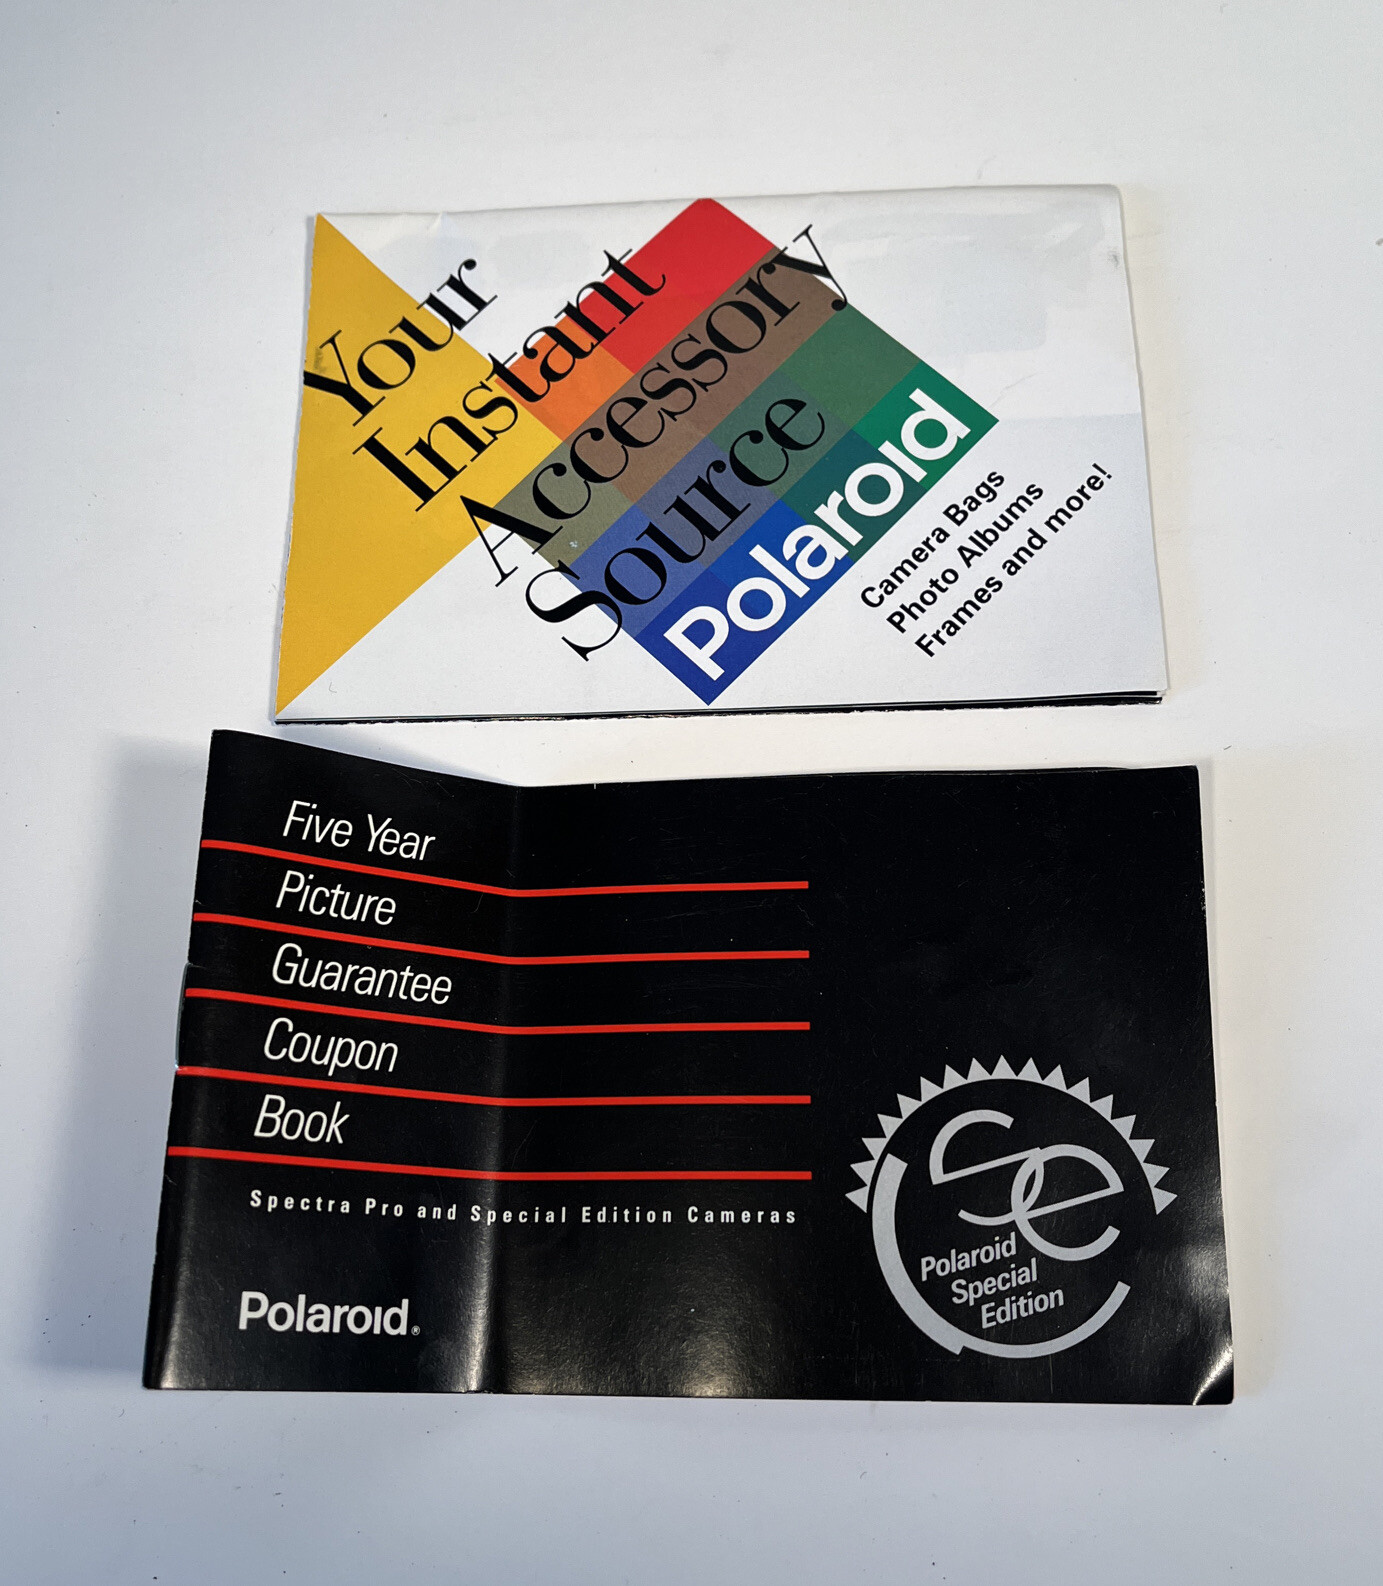 Your
Instant
Accessory
Source
Polaroid
Camera Bags
Photo Albums
Frames and more!
Five Year
Picture
Guarantee
Coupon
Book
Spectra Pro and Special Edition Cameras
Polaroid®
se
Polaroid
Special
Edition